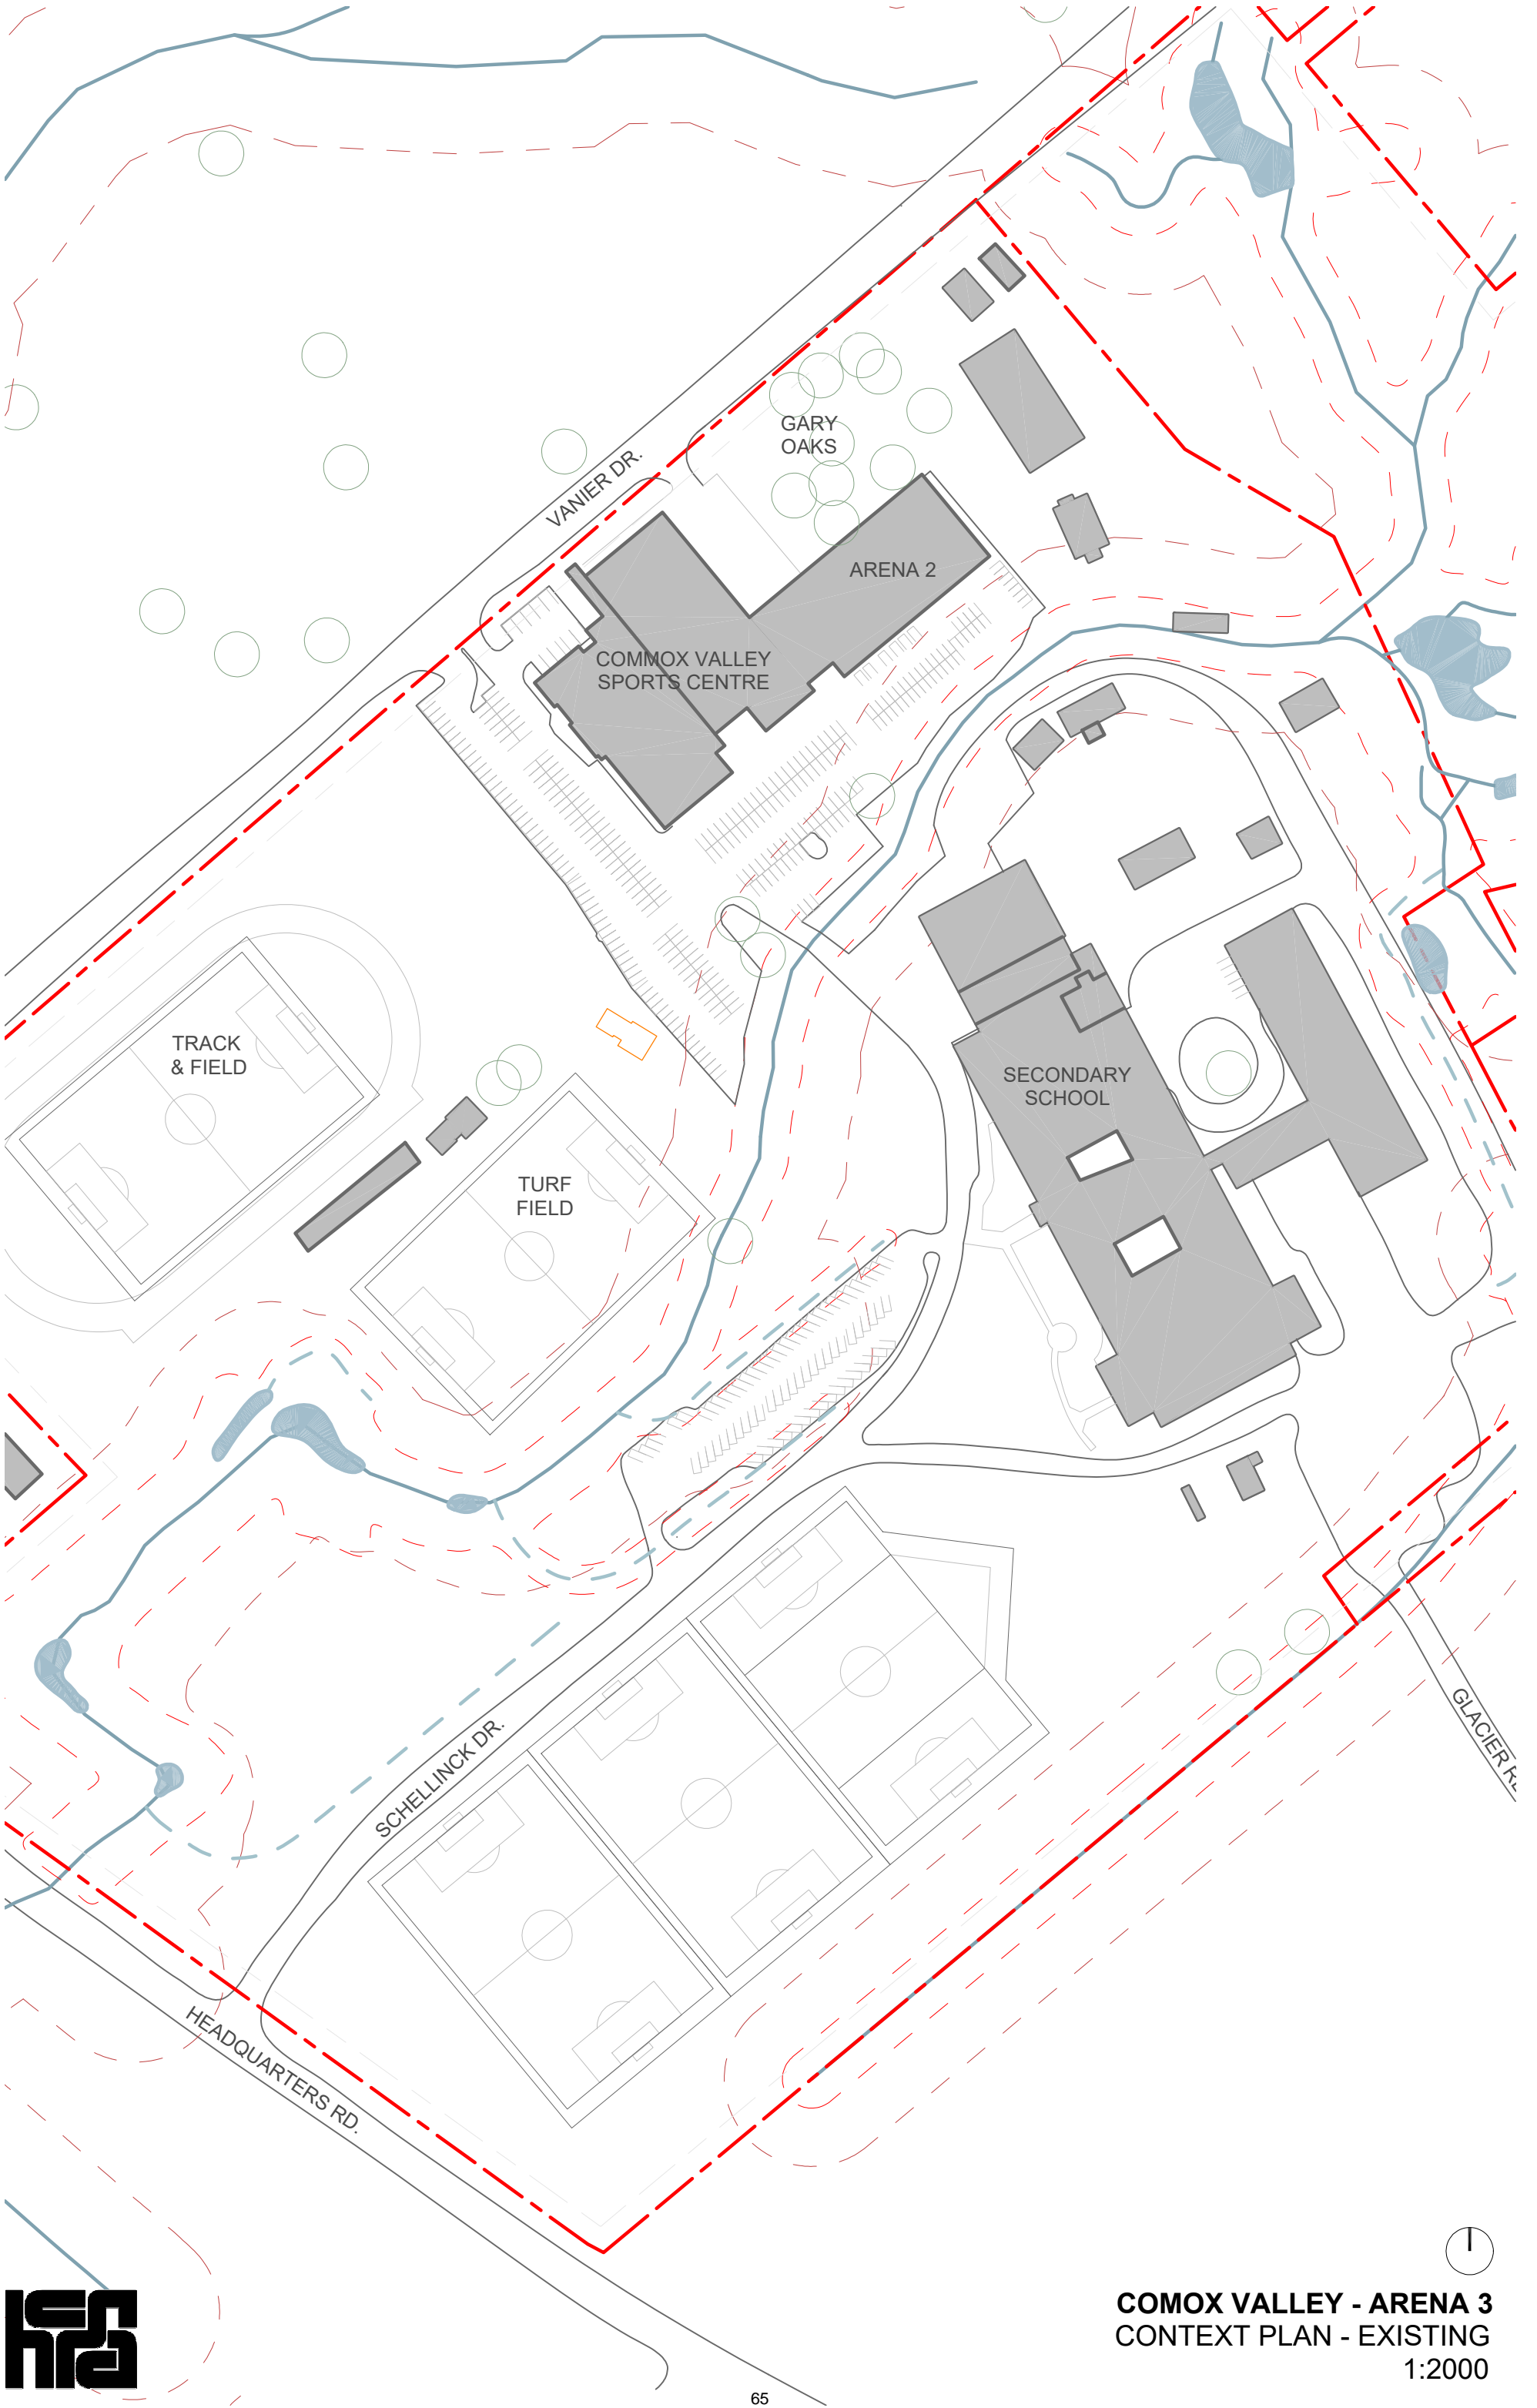 GARY
OAKS
VANIER DR.
ARENA 2
COMMOX VALLEY
SPORTS CENTRE
TRACK
& FIELD
SECONDARY
SCHOOL
TURF
FIELD
SCHELLINCK DR.
GLACIER RD
HEADQUARTERS RD.
COMOX VALLEY - ARENA 3
CONTEXT PLAN - EXISTING
1:2000
65